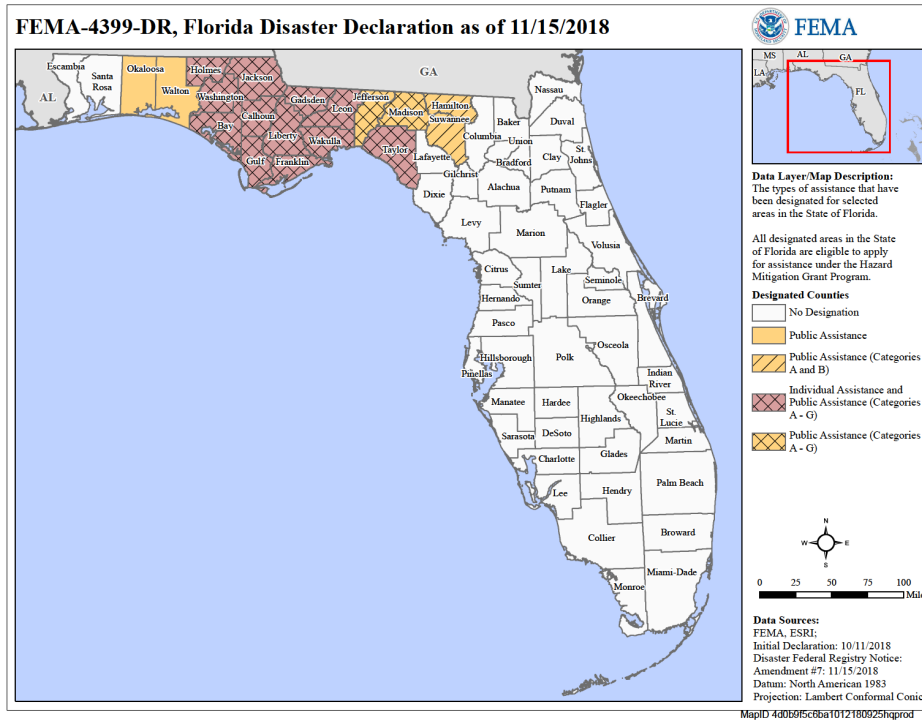 FEMA-4399-DR, Florida Disaster Declaration as of 11/15/2018
FEMA
Escambia
Santa
Rosa
Okaloosa
Walton
Holmes
Jackson
Washington
Bay
Calhoun
Gulf
Liberty
Franklin
Gadsden
Leon
Wakulla
Jefferson
Madison
Taylor
Hamilton
Suwannee
Lafayette
Columbia
Dixie
Gilchrist
Baker
Union
Bradford
Nassau
Duval
Clay
St.
Johns
Alachua
Putnam
Flagler
Levy
Marion
Volusia
Citrus
Sumter
Lake
Seminole
Hernando
Orange
Brevard
Pasco
Osceola
Hillsborough
Polk
Pinellas
Indian
River
Manatee
Hardee
Okeechobee
Highlands
St.
Lucie
Sarasota
DeSoto
Martin
Charlotte
Glades
Lee
Hendry
Palm Beach
Collier
Broward
Monroe
Miami-Dade
AL
GA
MS
AL
GA
LA
FL
Data Layer/Map Description:
The types of assistance that have
been designated for selected
areas in the State of Florida.
All designated areas in the State
of Florida are eligible to apply
for assistance under the Hazard
Mitigation Grant Program.
Designated Counties
No Designation
Public Assistance
Public Assistance (Categories
A and B)
Individual Assistance and
Public Assistance (Categories
A - G)
Public Assistance (Categories
A - G)
N
W
E
S
0 25 50 75 100
Mile
Data Sources:
FEMA, ESRI;
Initial Declaration: 10/11/2018
Disaster Federal Registry Notice:
Amendment #7: 11/15/2018
Datum: North American 1983
Projection: Lambert Conformal Conic
MapID 4d0b9f5c6ba1012180925hqprod